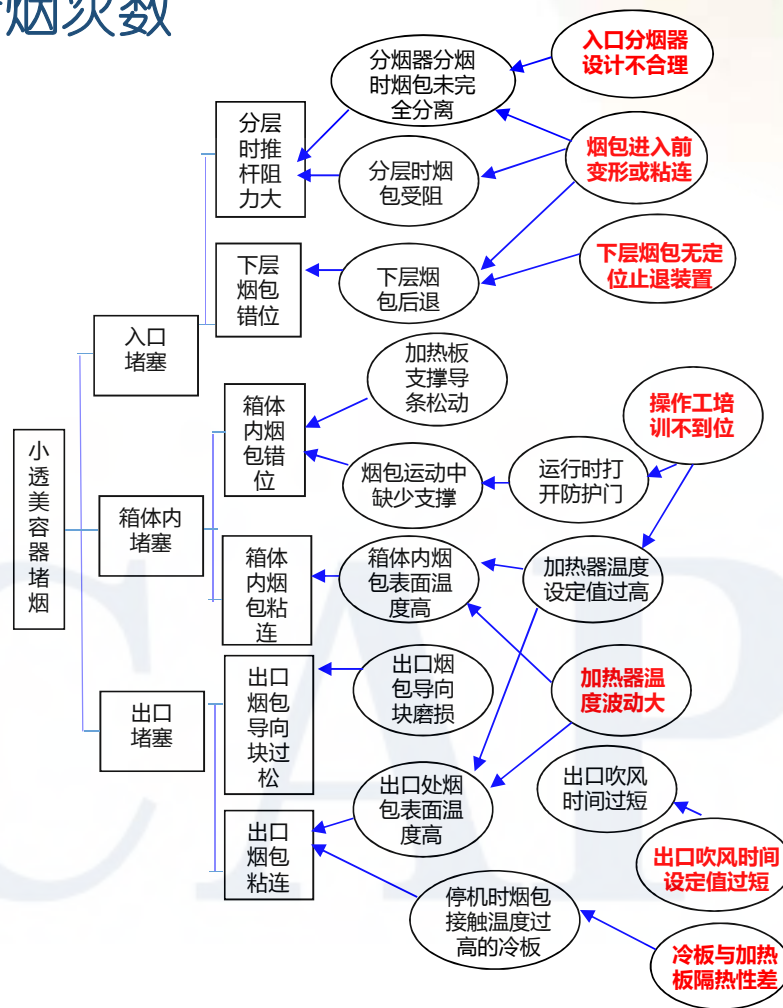 烟次数
分烟器分烟
时烟包未完
全分离
入口分烟器
设计不合理
分层
时推
杆阻
力大
分层时烟
包受阻
烟包进入前
变形或粘连
下层
烟包
错位
下层烟
包后退
下层烟包无定
位止退装置
入口
堵塞
加热板
支撑导
条松动
箱体
内烟
包错
位
烟包运动中
缺少支撑
运行时打
开防护门
操作工培
训不到位
小
透
美
容
器
堵
烟
箱体内
堵塞
箱体
内烟
包粘
连
箱体内烟
包表面温
度高
加热器温度
设定值过高
出口
堵塞
出口
烟包
导向
块过
松
出口烟
包导向
块磨损
加热器温
度波动大
出口处烟
包表面温
度高
出口吹风
时间过短
出口吹风时间
设定值过短
出口
烟包
粘连
停机时烟包
接触温度过
高的冷板
冷板与加热
板隔热性差